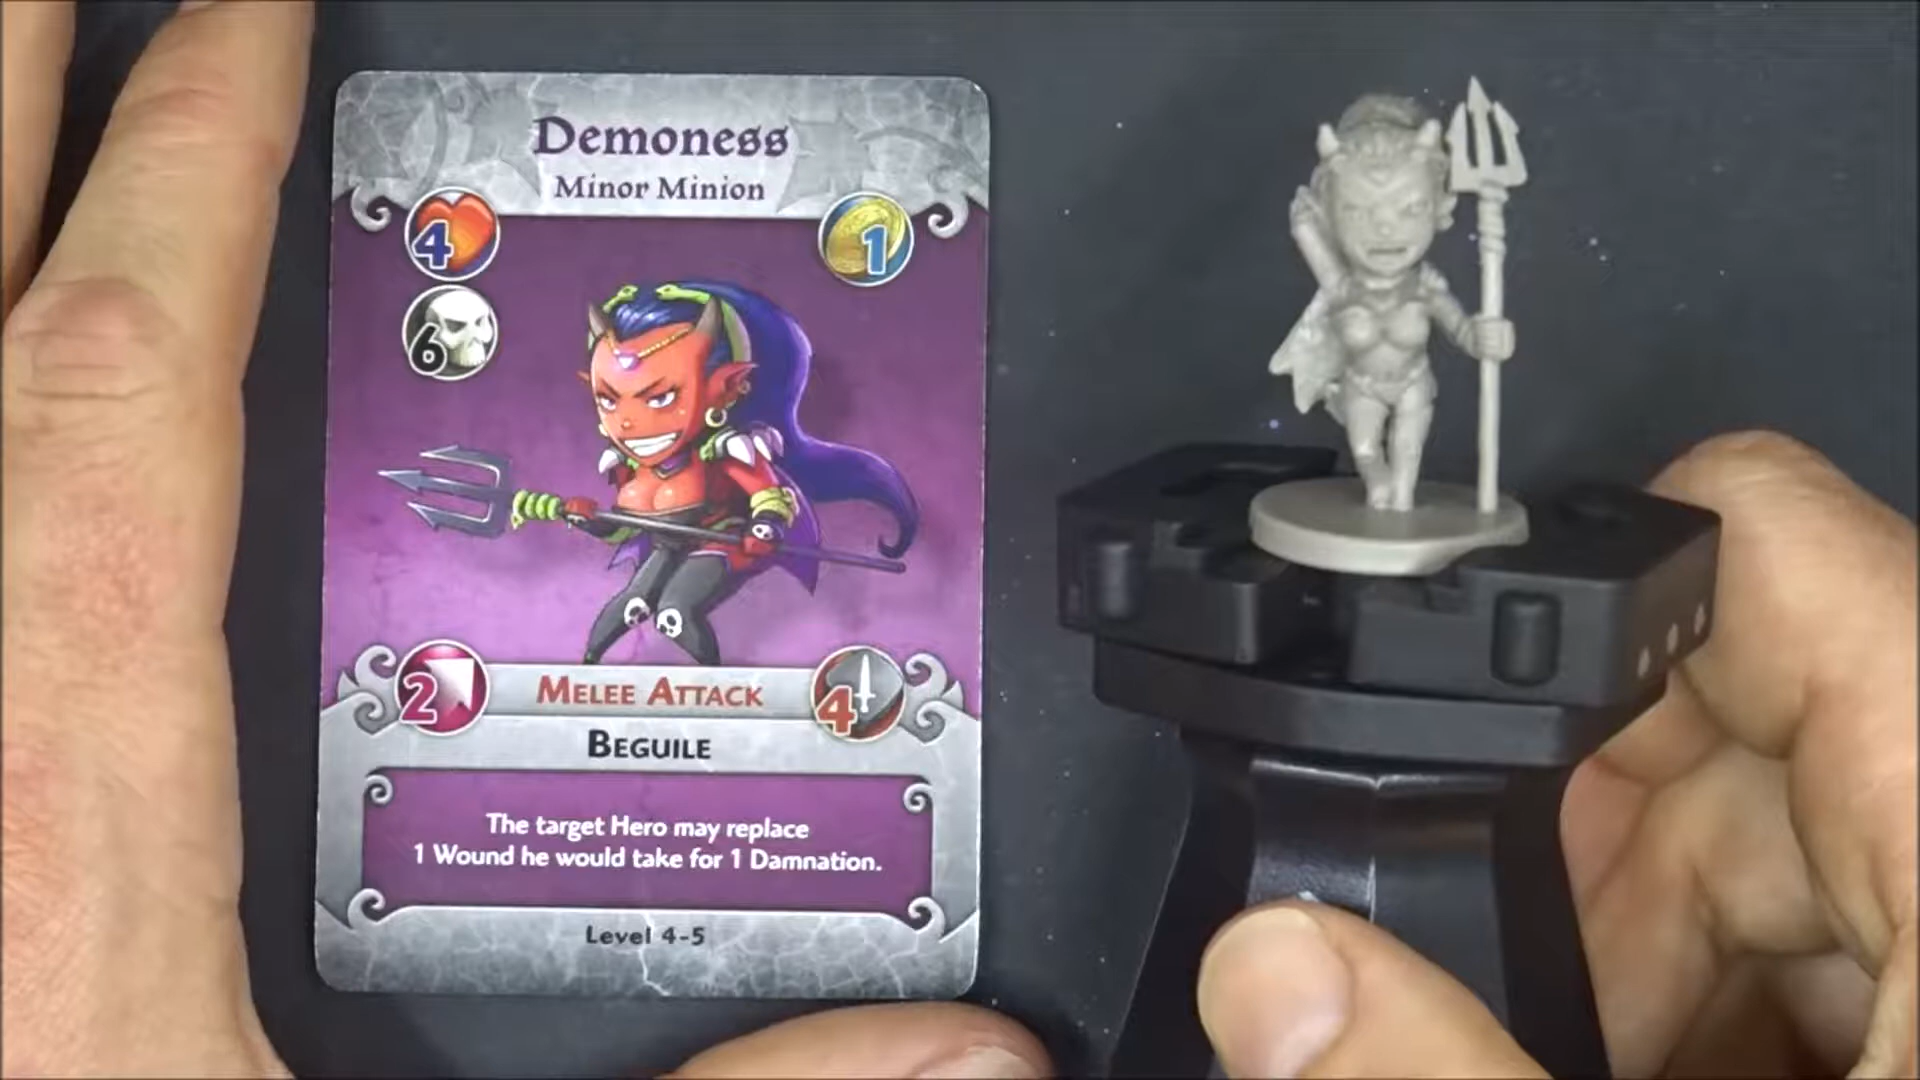 Demoness
Minor Minion
4
1
6
2
MELEE ATTACK
4
BEGUILE
The target Hero may replace
1 Wound he would take for 1 Damnation.
Level 4-5